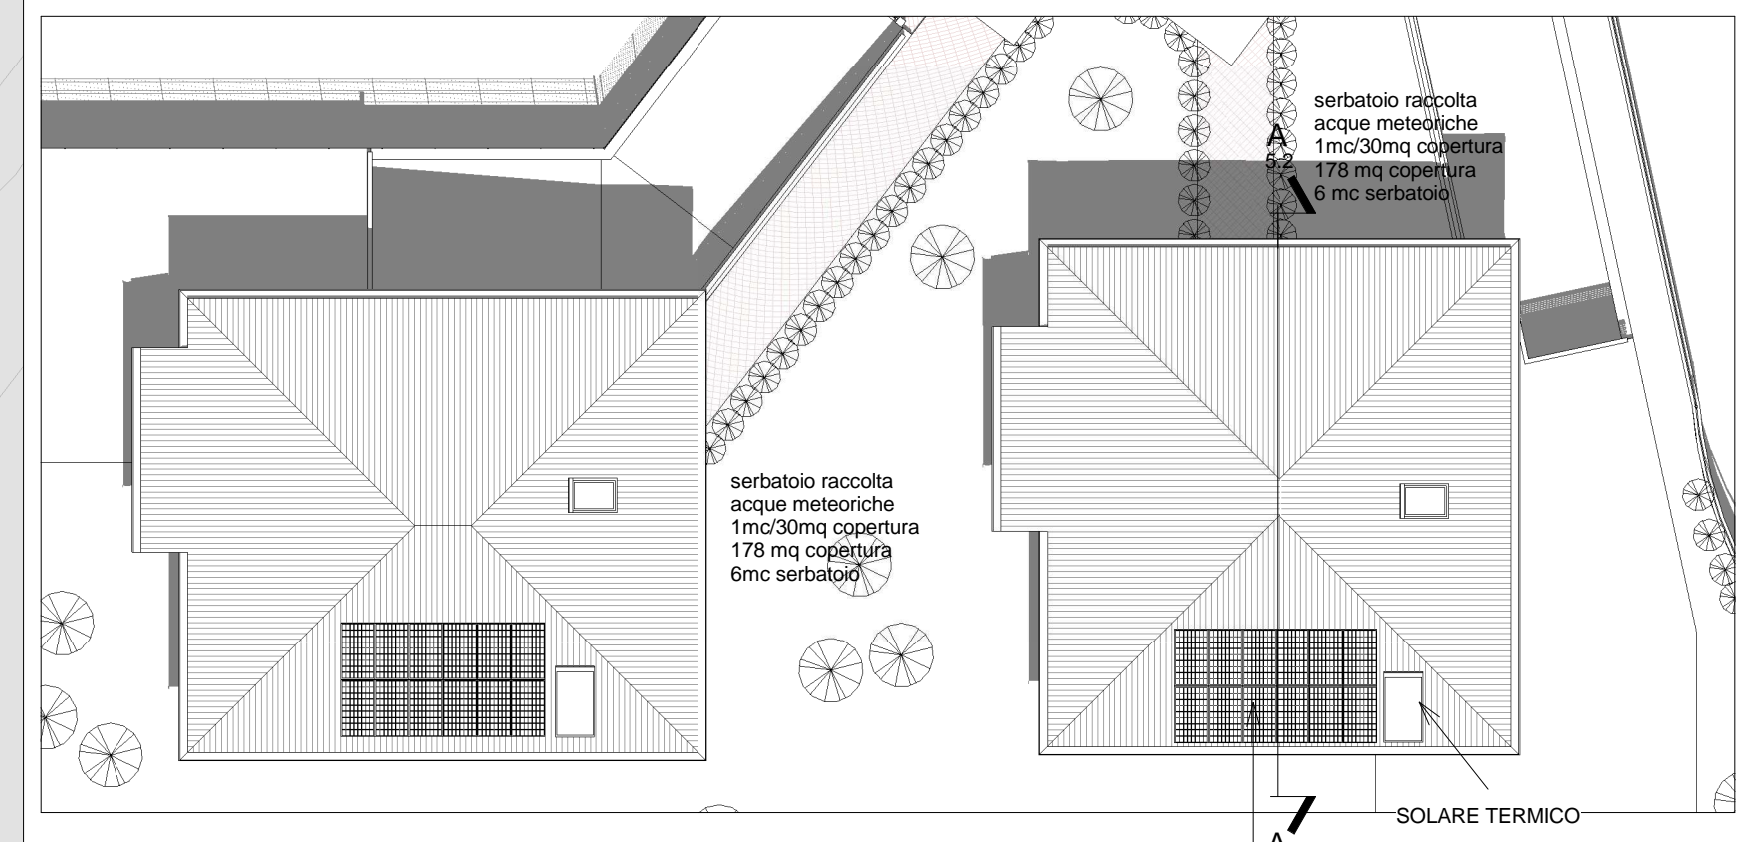 serbatoio raccolta
acque meteoriche
1mc/30mq copertura
178 mq copertura
6 mc serbatoio
A
5.2
serbatoio raccolta
acque meteoriche
1mc/30mq copertura
178 mq copertura
6mc serbatoio
SOLARE TERMICO
A